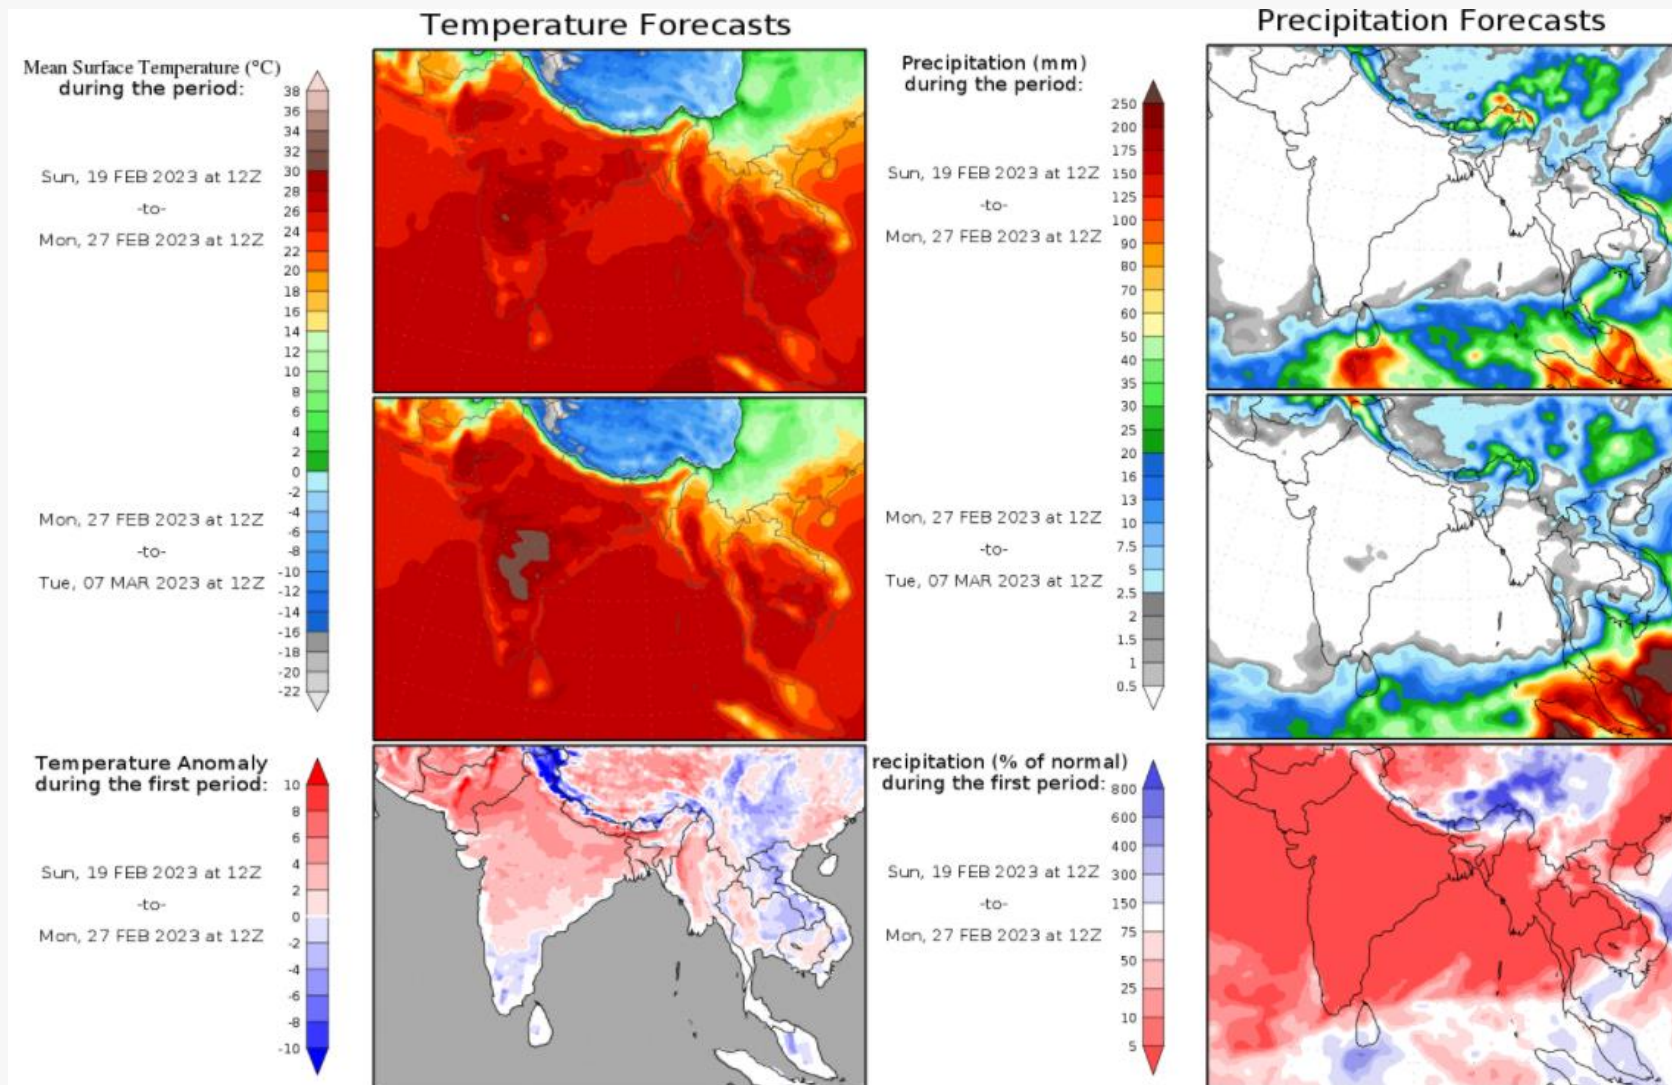 Temperature Forecasts
Mean Surface Temperature (°C)
during the period:
38
36
34
32
30
28
26
24
22
20
18
16
14
12
10
8
6
4
2
0
-2
-4
-6
-8
-10
-12
-14
-16
-18
-20
-22
Sun, 19 FEB 2023 at 12Z
-to-
Mon, 27 FEB 2023 at 12Z
Mon, 27 FEB 2023 at 12Z
-to-
Tue, 07 MAR 2023 at 12Z
Temperature Anomaly
during the first period:
10
8
6
4
2
0
-2
-4
-6
-8
-10
Sun, 19 FEB 2023 at 12Z
-to-
Mon, 27 FEB 2023 at 12Z
Precipitation Forecasts
Precipitation (mm)
during the period:
250
200
175
150
125
100
90
80
70
60
50
40
35
30
25
20
16
13
10
7.5
5
2.5
2
1.5
1
0.5
Sun, 19 FEB 2023 at 12Z
-to-
Mon, 27 FEB 2023 at 12Z
Mon, 27 FEB 2023 at 12Z
-to-
Tue, 07 MAR 2023 at 12Z
recipitation (% of normal)
during the first period:
800
600
400
300
150
75
50
25
10
5
Sun, 19 FEB 2023 at 12Z
-to-
Mon, 27 FEB 2023 at 12Z